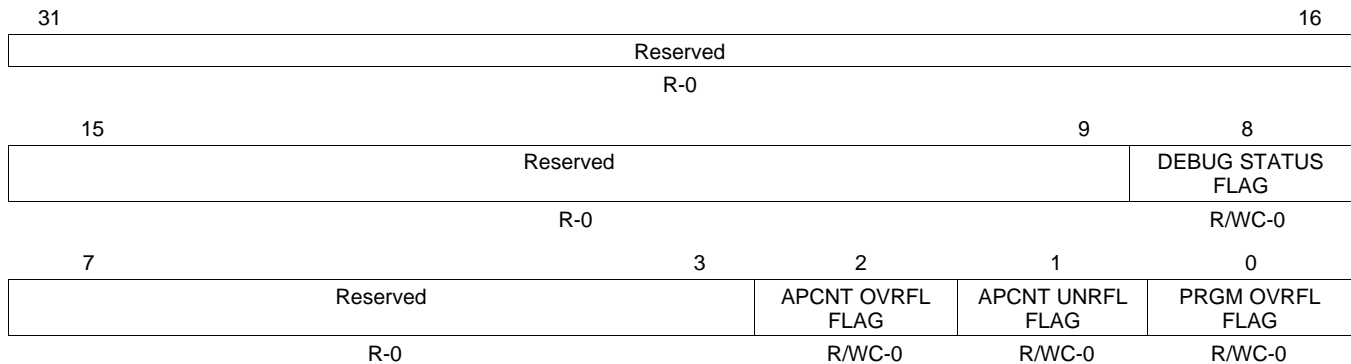 31 16
Reserved
R-0
15 9 8
Reserved DEBUG STATUS
FLAG
R-0 R/WC-0
7 3 2 1 0
Reserved APCNT OVRFL APCNT UNRFL PRGM OVRFL
FLAG FLAG FLAG
R-0 R/WC-0 R/WC-0 R/WC-0